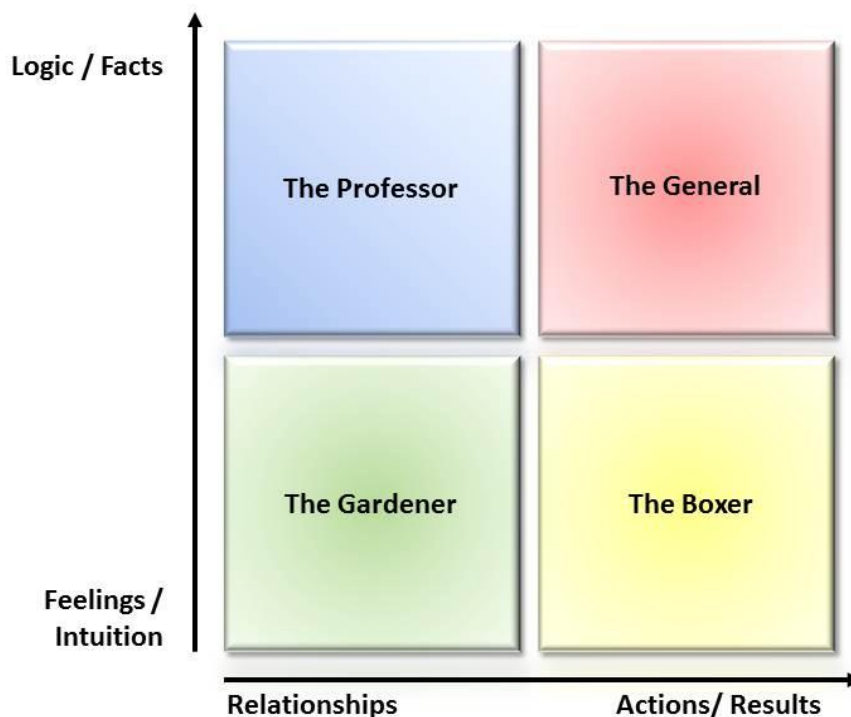 Logic / Facts
The Professor
The General
The Gardener
The Boxer
Feelings /
Intuition
Relationships
Actions/ Results